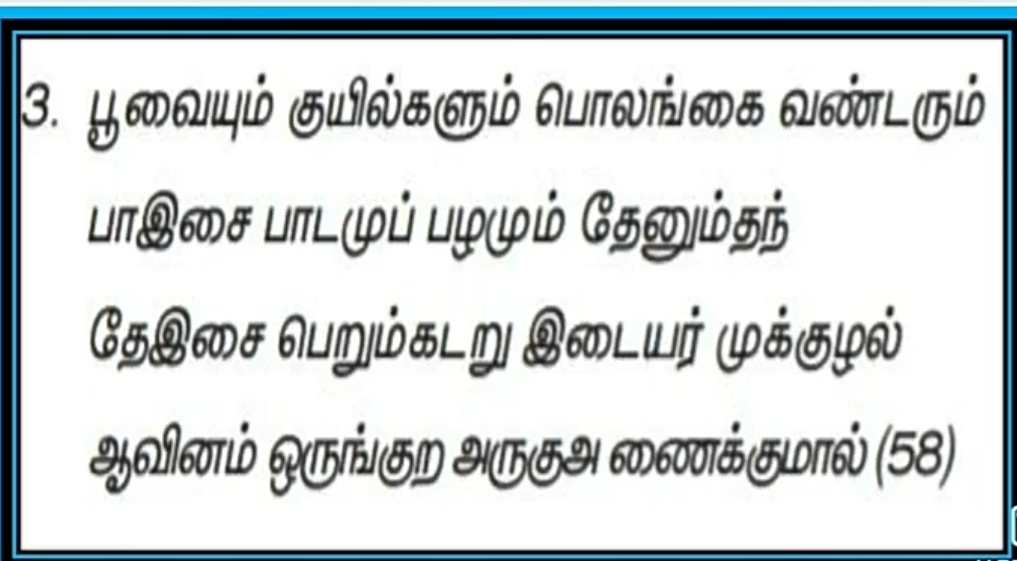 3. பூவையும் குயில்களும் பொலங்கை வண்டரும்
பாஇசை பாடமுப் பழமும் தேனும்தந்
தேஇசை பெறும்கடறு இடையர் முக்குழல்
ஆவினம் ஒருங்குற அருகுஅ ணைக்குமால் (58)